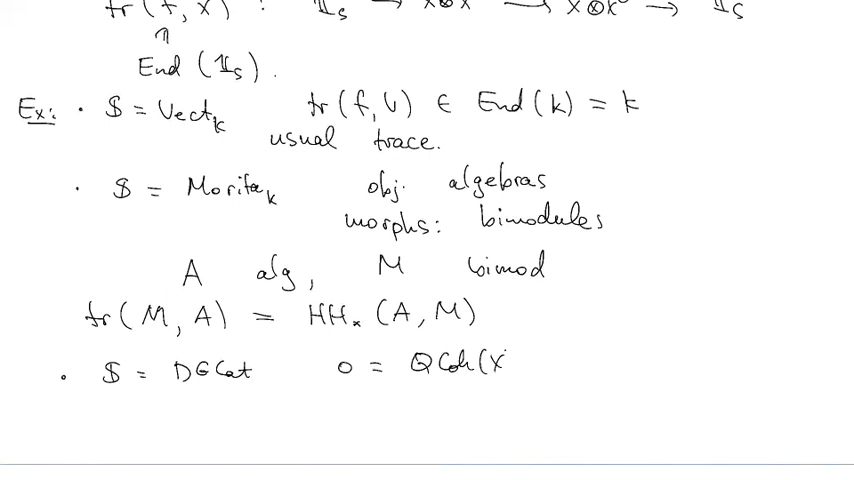 tr(f, X) : 𝟙_S → X⊗X^ → X⊗X^ → 𝟙_S
End(𝟙_S).
Ex: · $ = Vect_k tr(f, V) ∈ End(k) = k
usual trace.
· $ = Morita_k obj. algebras
morphs: bimodules
A alg, M bimod
tr(M, A) = HH_*(A, M)
· $ = DGCat o = QCoh(X